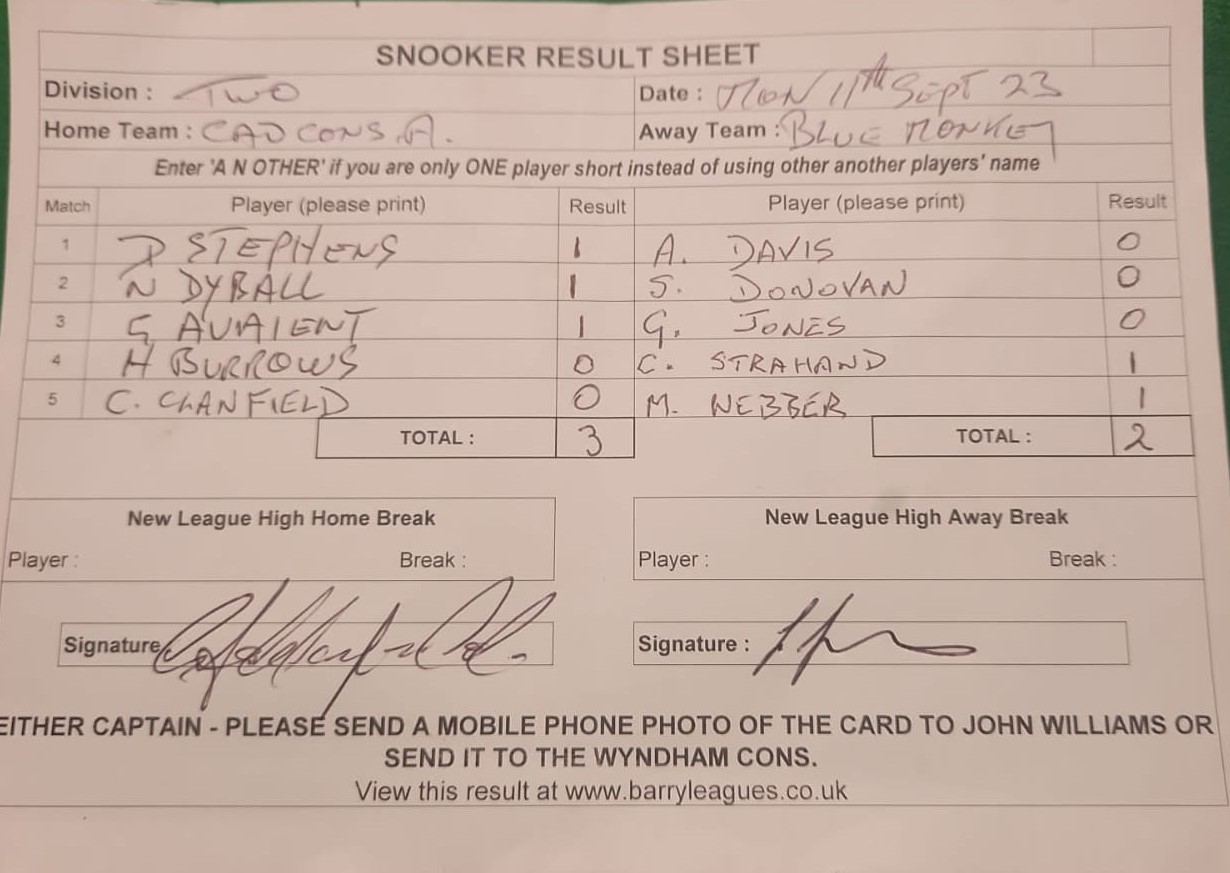 SNOOKER RESULT SHEET
Division : TWO Date : MON 11th SEPT 23
Home Team : CAD CONS A. Away Team : BLUE MONKEY
Enter 'A N OTHER' if you are only ONE player short instead of using other another players' name
Match Player (please print) Result Player (please print) Result
1 D STEPHENS 1 A. DAVIS 0
2 N DYBALL 1 S. DONOVAN 0
3 G 1 G. JONES 0
4 H BURROWS 0 C. STRAHAND 1
5 C. CLANFIELD 0 M. WEBBER 1
TOTAL : 3 TOTAL : 2
New League High Home Break New League High Away Break
Player : Break : Player : Break :
Signature Signature :
EITHER CAPTAIN - PLEASE SEND A MOBILE PHONE PHOTO OF THE CARD TO JOHN WILLIAMS OR
SEND IT TO THE WYNDHAM CONS.
View this result at www.barryleagues.co.uk